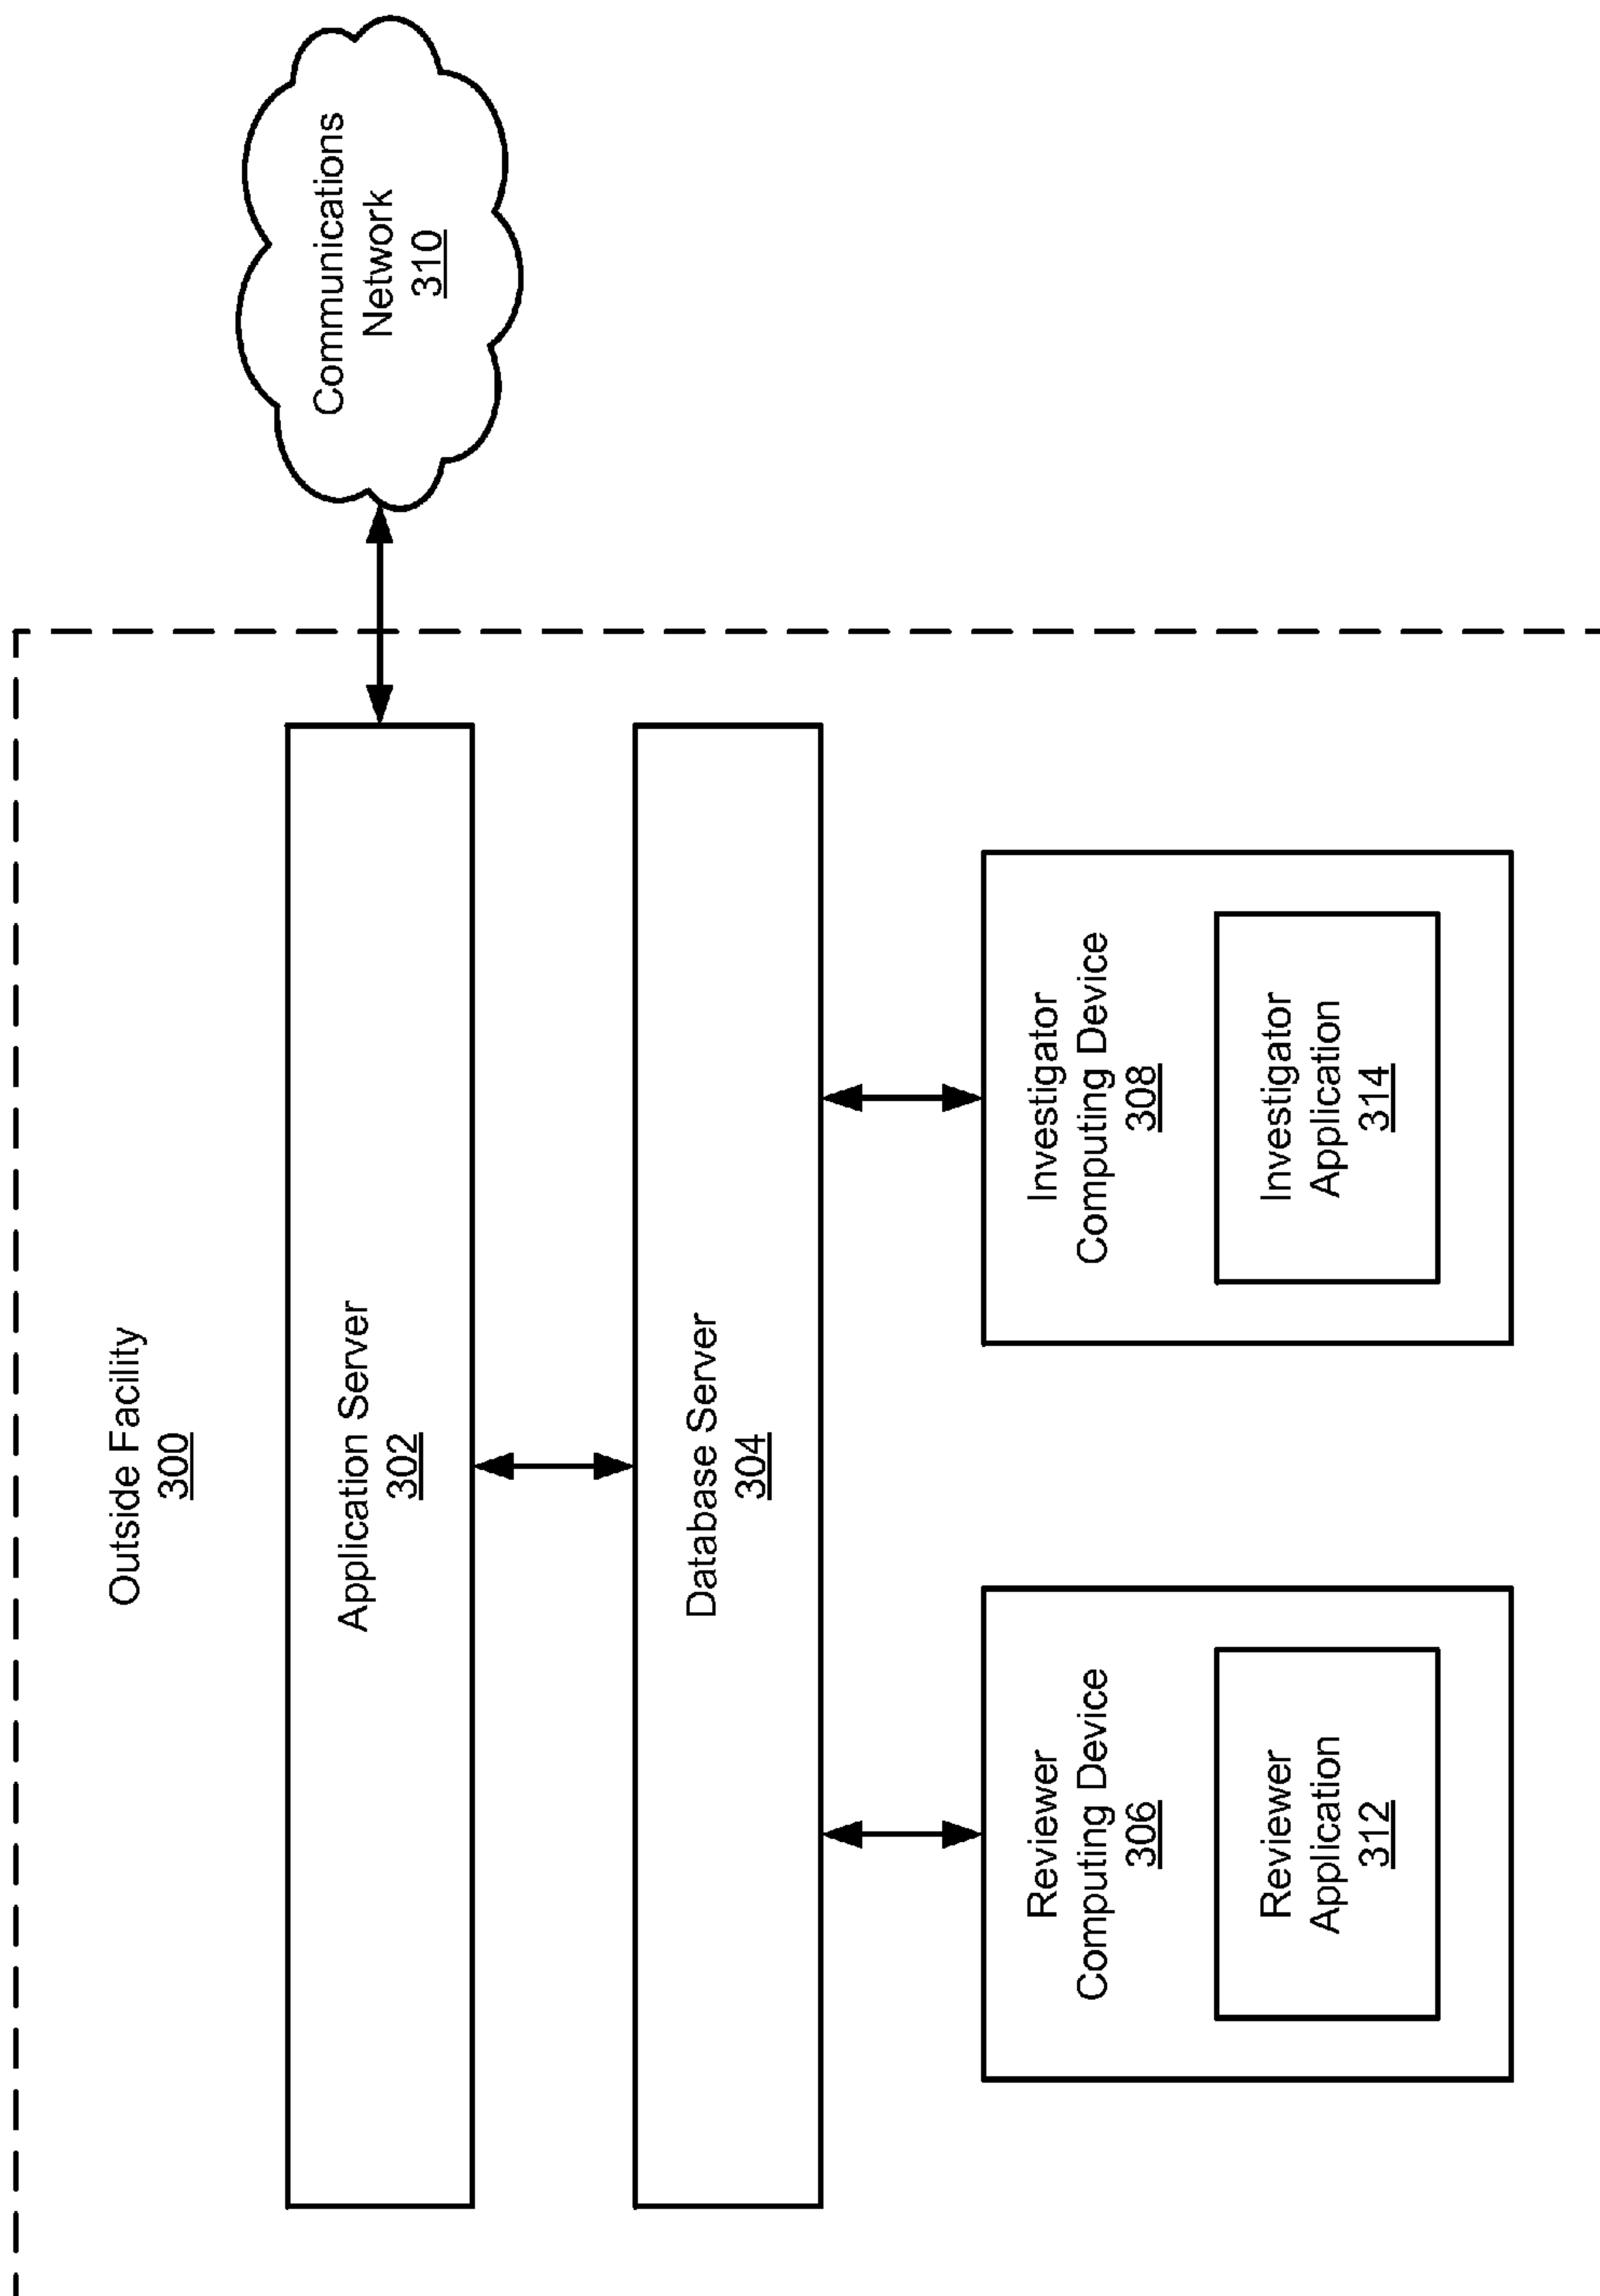 Outside Facility
300
Application Server
302
Communications
Network
310
Database Server
304
Reviewer
Computing Device
306
Reviewer
Application
312
Investigator
Computing Device
308
Investigator
Application
314